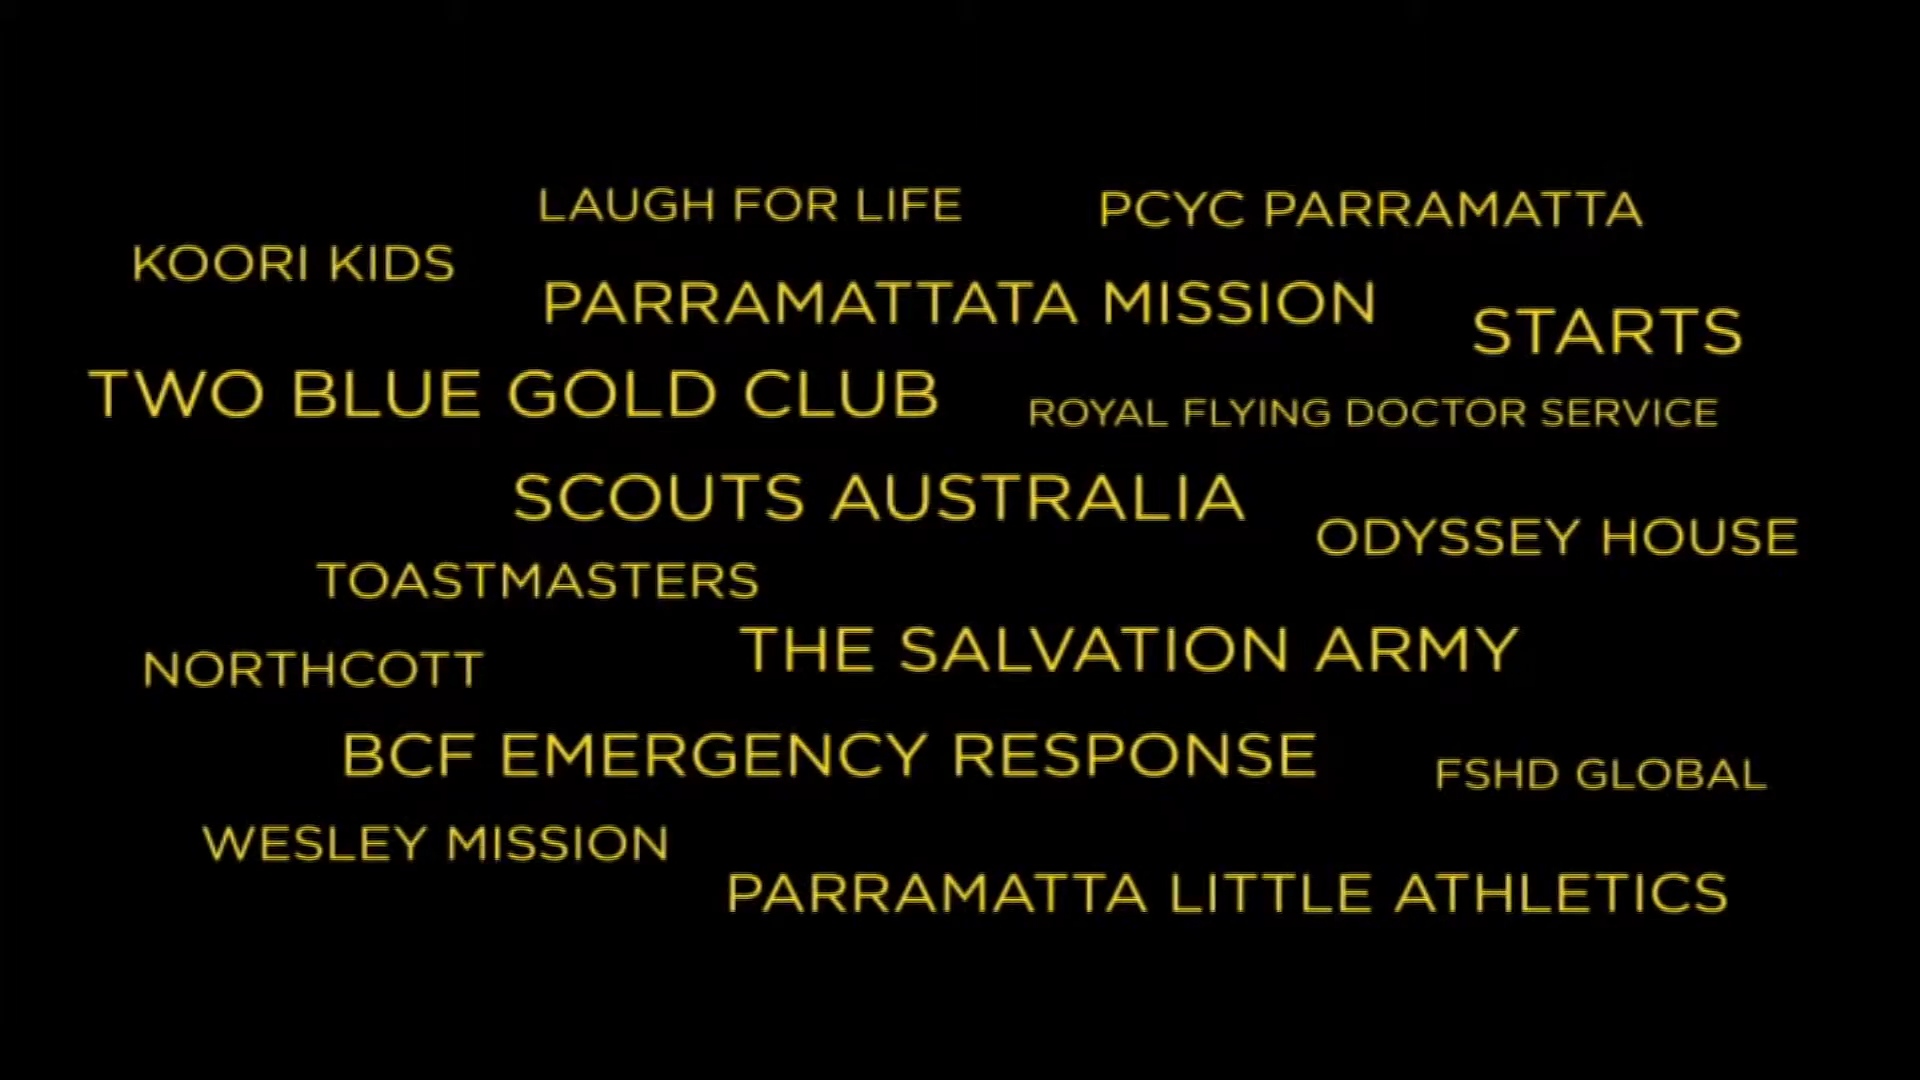 LAUGH FOR LIFE
PCYC PARRAMATTA
KOORI KIDS
PARRAMATTATA MISSION
STARTS
TWO BLUE GOLD CLUB
ROYAL FLYING DOCTOR SERVICE
SCOUTS AUSTRALIA
ODYSSEY HOUSE
TOASTMASTERS
THE SALVATION ARMY
NORTHCOTT
BCF EMERGENCY RESPONSE
FSHD GLOBAL
WESLEY MISSION
PARRAMATTA LITTLE ATHLETICS